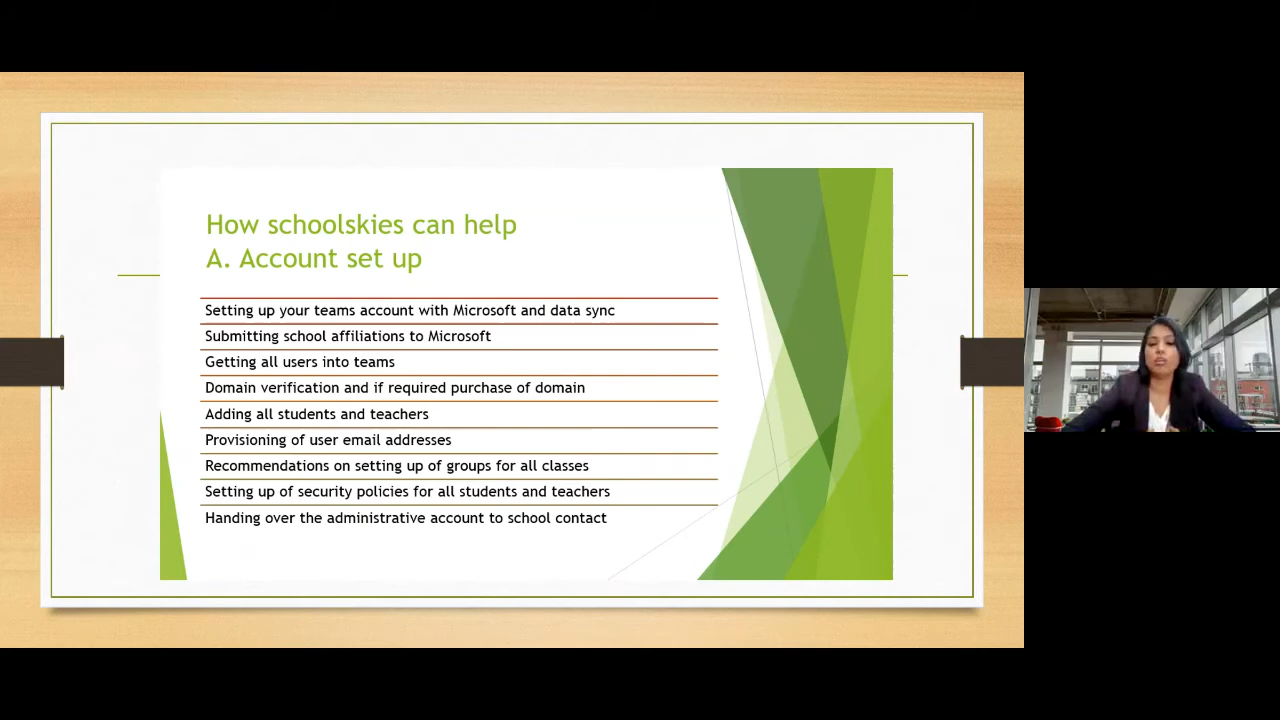 How schoolskies can help
A. Account set up
Setting up your teams account with Microsoft and data sync
Submitting school affiliations to Microsoft
Getting all users into teams
Domain verification and if required purchase of domain
Adding all students and teachers
Provisioning of user email addresses
Recommendations on setting up of groups for all classes
Setting up of security policies for all students and teachers
Handing over the administrative account to school contact